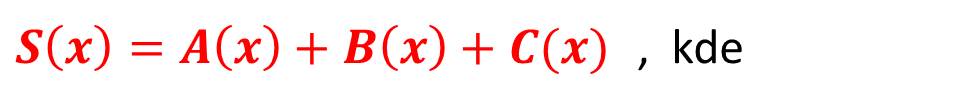 S(x) = A(x) + B(x) + C(x) , kde